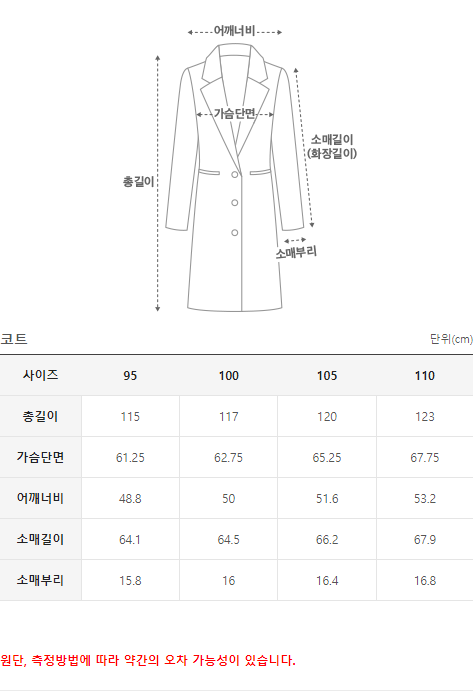 어깨너비
가슴단면
소매길이
(화장길이)
총길이
소매부리
코트 단위(cm)
사이즈 95 100 105 110
총길이 115 117 120 123
가슴단면 61.25 62.75 65.25 67.75
어깨너비 48.8 50 51.6 53.2
소매길이 64.1 64.5 66.2 67.9
소매부리 15.8 16 16.4 16.8
원단, 측정방법에 따라 약간의 오차 가능성이 있습니다.